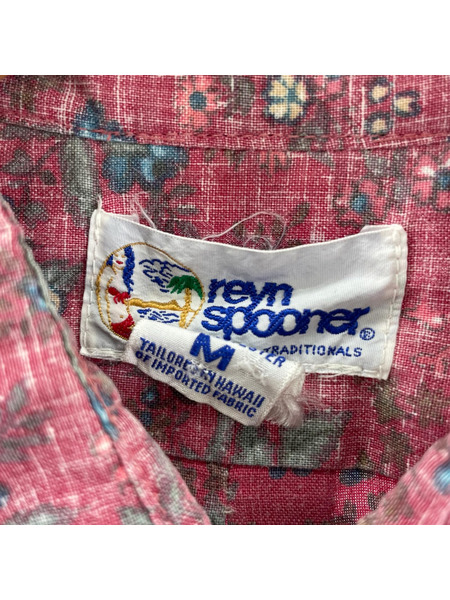 reyn
spooner®
TRADITIONALS
M
TAILORED IN HAWAII
OF IMPORTED FABRIC